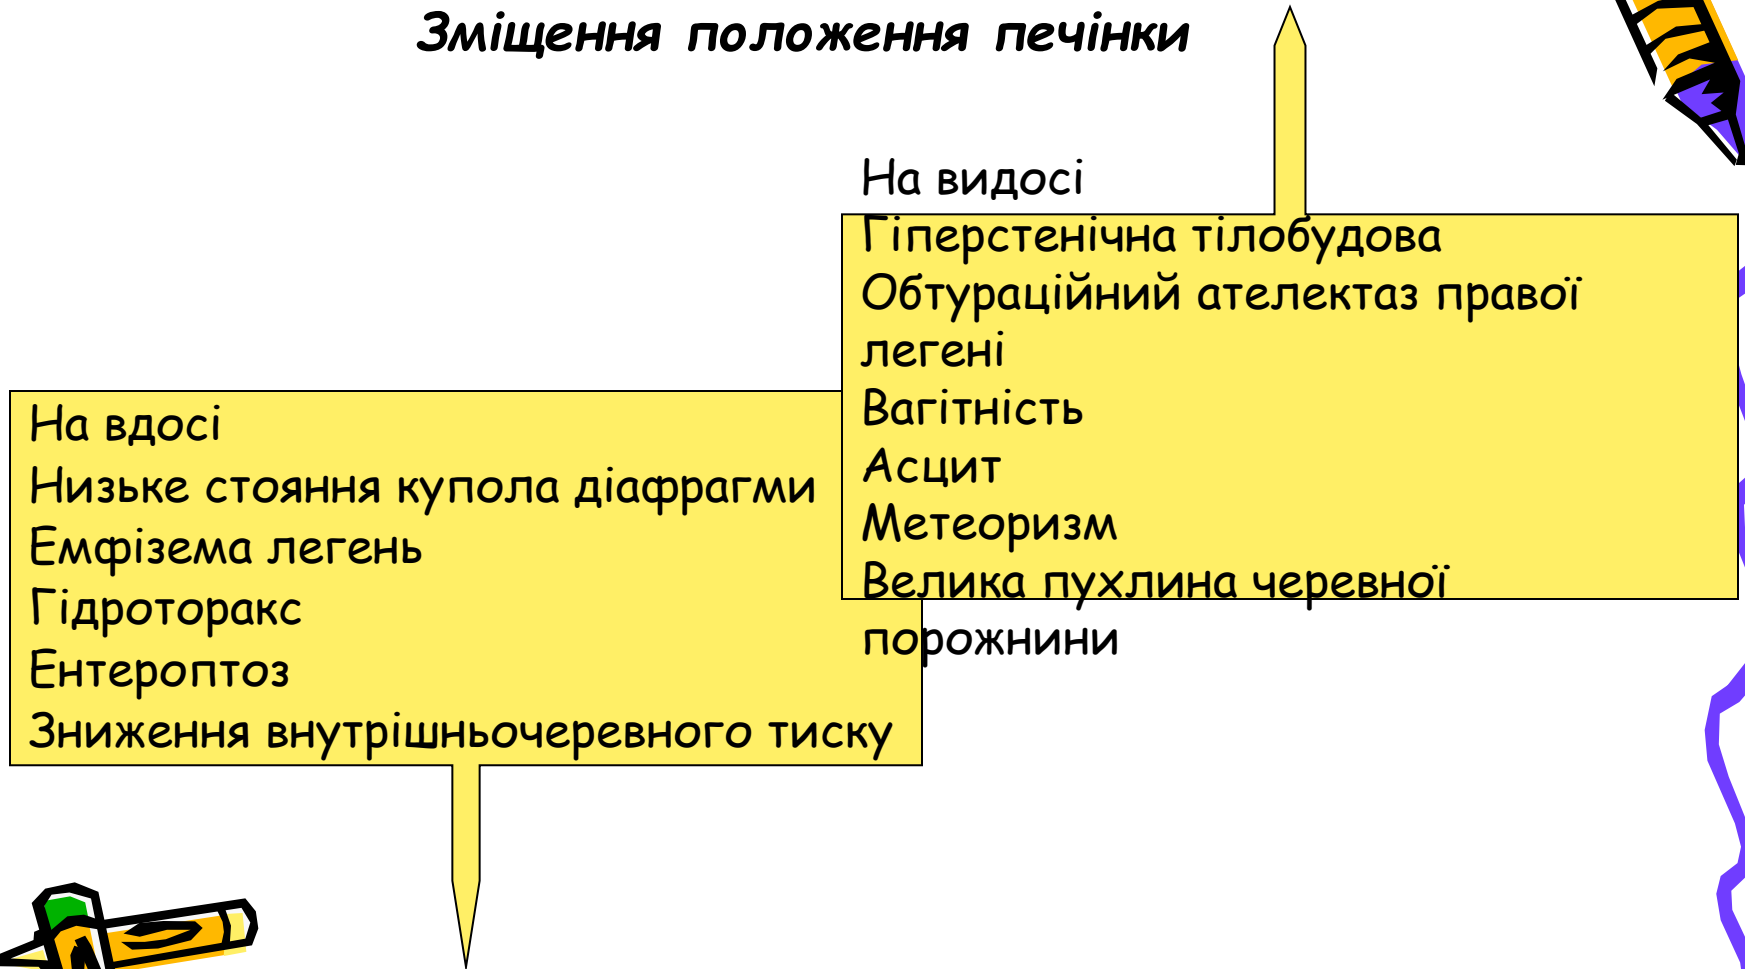 Зміщення положення печінки
На видосі
Гіперстенічна тілобудова
Обтураційний ателектаз правої
легені
Вагітність
Асцит
Метеоризм
Велика пухлина черевної
порожнини
На вдосі
Низьке стояння купола діафрагми
Емфізема легень
Гідроторакс
Ентероптоз
Зниження внутрішньочеревного тиску